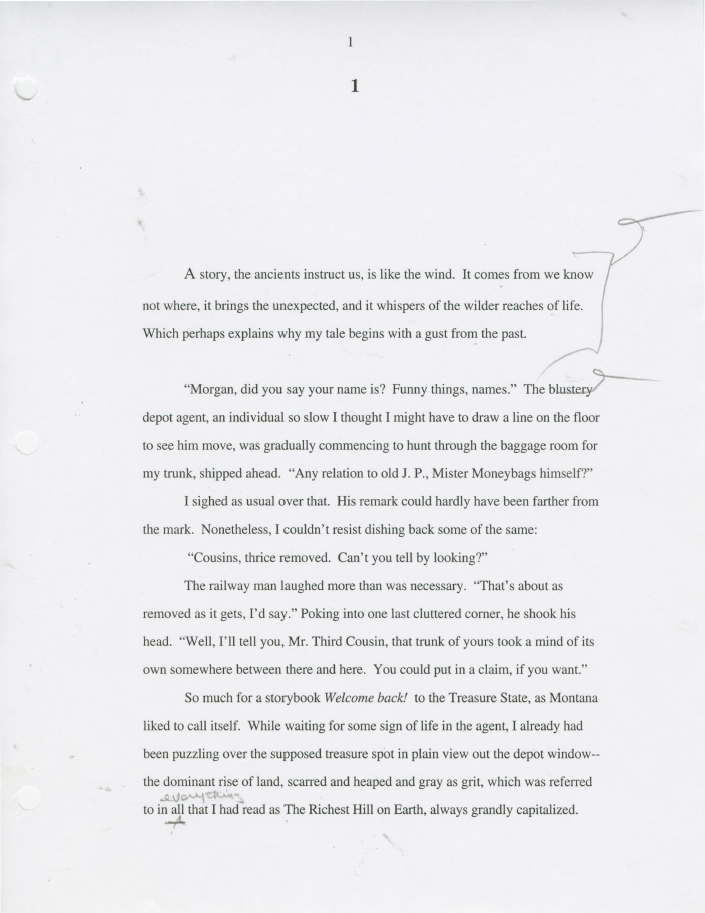 1
1
A story, the ancients instruct us, is like the wind.  It comes from we know
not where, it brings the unexpected, and it whispers of the wilder reaches of life.
Which perhaps explains why my tale begins with a gust from the past.
“Morgan, did you say your name is?  Funny things, names.”  The blustery
depot agent, an individual so slow I thought I might have to draw a line on the floor
to see him move, was gradually commencing to hunt through the baggage room for
my trunk, shipped ahead.  “Any relation to old J. P., Mister Moneybags himself?”
I sighed as usual over that.  His remark could hardly have been farther from
the mark.  Nonetheless, I couldn’t resist dishing back some of the same:
“Cousins, thrice removed.  Can’t you tell by looking?”
The railway man laughed more than was necessary.  “That’s about as
removed as it gets, I’d say.” Poking into one last cluttered corner, he shook his
head.  “Well, I’ll tell you, Mr. Third Cousin, that trunk of yours took a mind of its
own somewhere between there and here.  You could put in a claim, if you want.”
So much for a storybook Welcome back!  to the Treasure State, as Montana
liked to call itself.  While waiting for some sign of life in the agent, I already had
been puzzling over the supposed treasure spot in plain view out the depot window--
the dominant rise of land, scarred and heaped and gray as grit, which was referred
everything
to in all that I had read as The Richest Hill on Earth, always grandly capitalized.